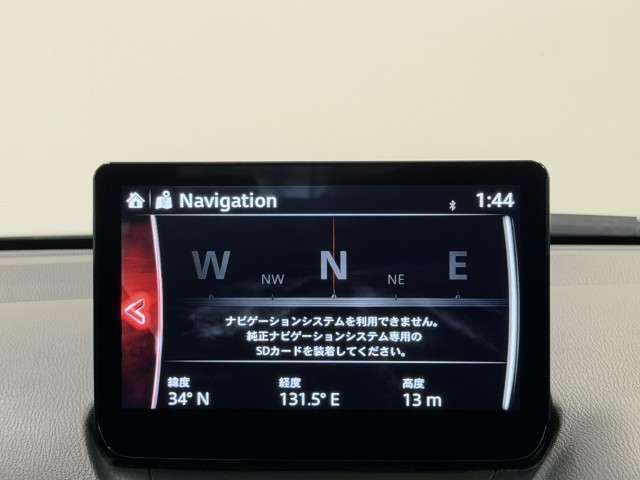 Navigation 1:44
W NW N NE E
ナビゲーションシステムを利用できません。
純正ナビゲーションシステム専用の
SDカードを装着してください。
緯度 経度 高度
34° N 131.5° E 13 m